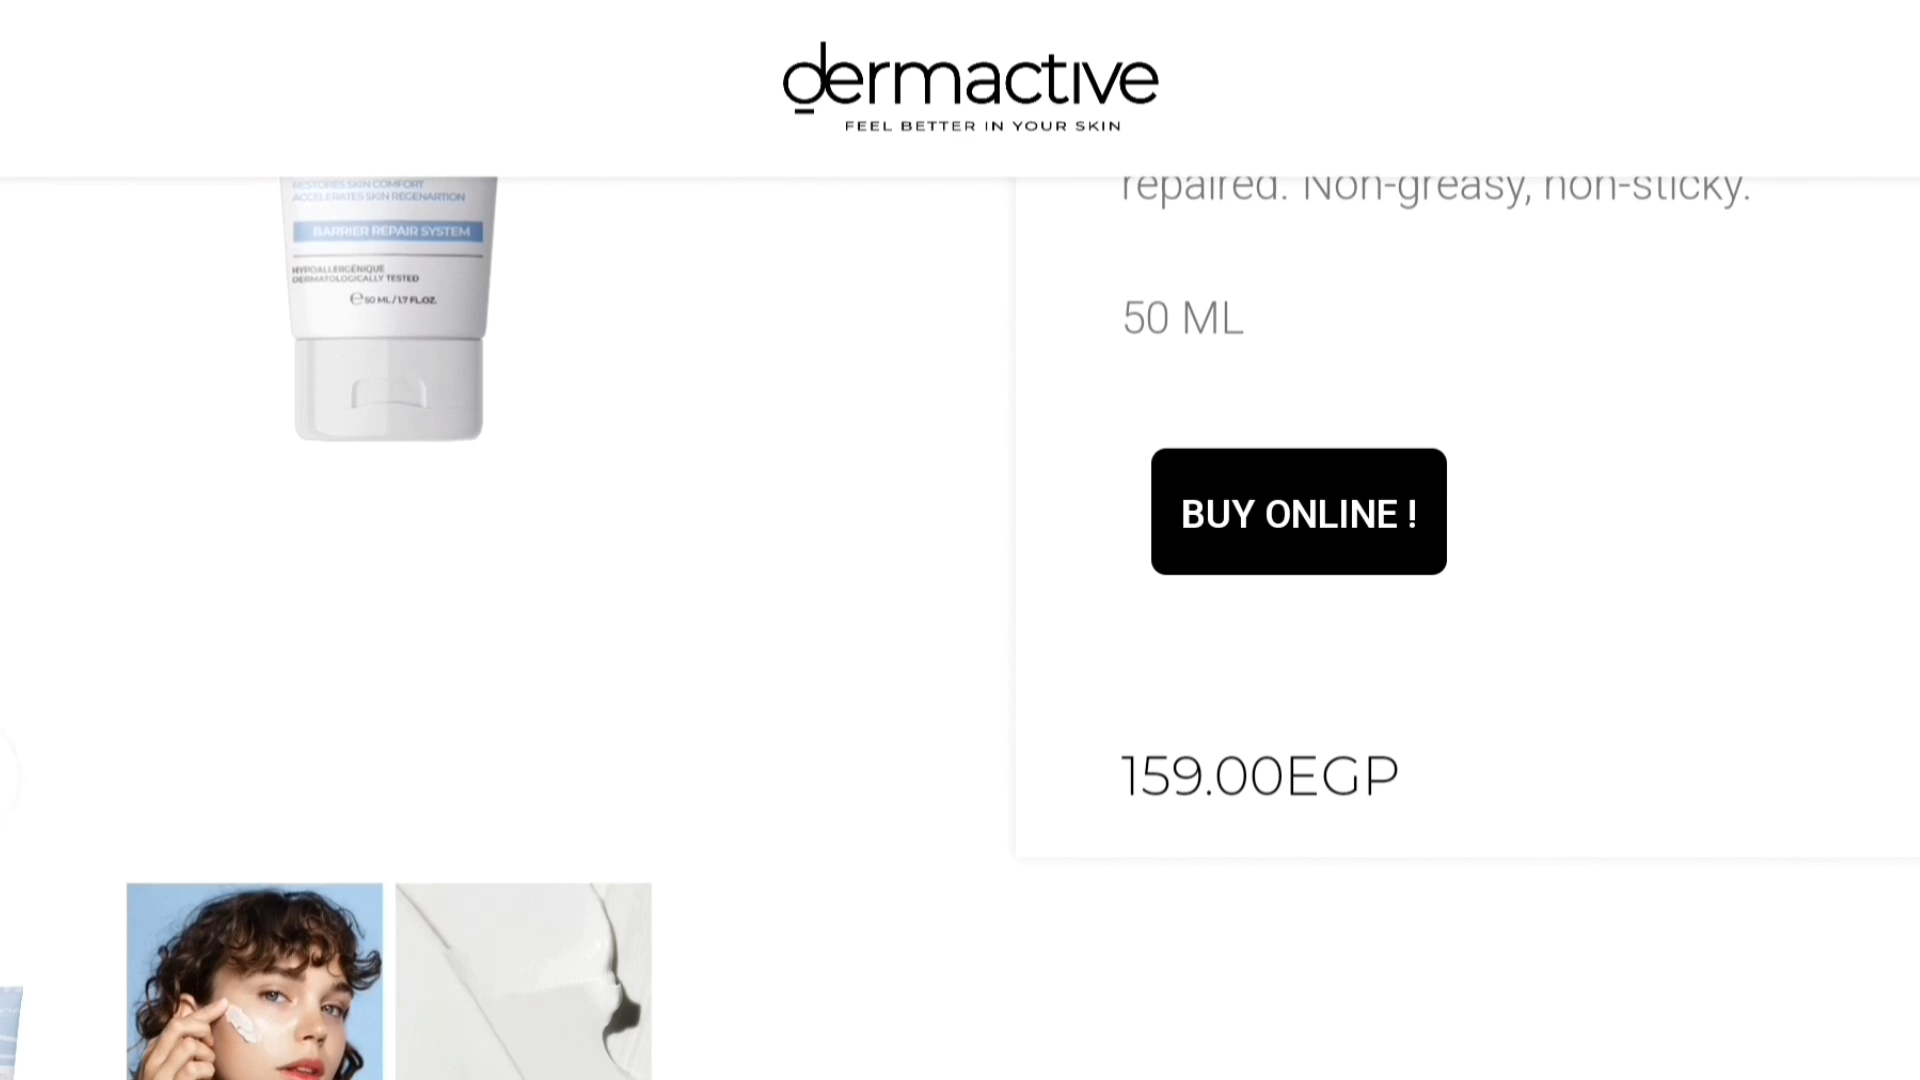 dermactive
FEEL BETTER IN YOUR SKIN
RESTORES SKIN COMFORT
ACCELERATES SKIN REGENARTION
BARRIER REPAIR SYSTEM
HYPOALLERGÉNIQUE
DERMATOLOGICALLY TESTED
℮ 50 ML / 1.7 FL.OZ.
repaired. Non-greasy, non-sticky.
50 ML
BUY ONLINE !
159.00EGP